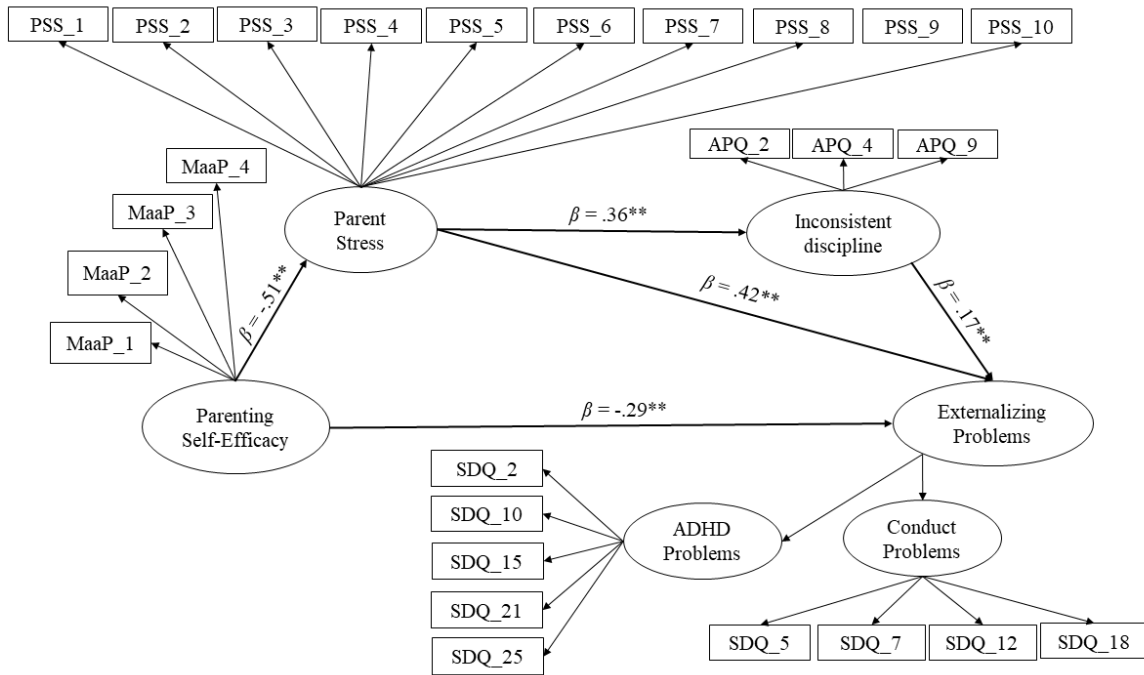 PSS_1
PSS_2
PSS_3
PSS_4
PSS_5
PSS_6
PSS_7
PSS_8
PSS_9
PSS_10
APQ_2
APQ_4
APQ_9
MaaP_4
MaaP_3
MaaP_2
MaaP_1
Parent
Stress
β = .36**
Inconsistent
discipline
β = -.51**
β = .42**
β = .17**
Parenting
Self-Efficacy
β = -.29**
Externalizing
Problems
SDQ_2
SDQ_10
SDQ_15
SDQ_21
SDQ_25
ADHD
Problems
Conduct
Problems
SDQ_5
SDQ_7
SDQ_12
SDQ_18